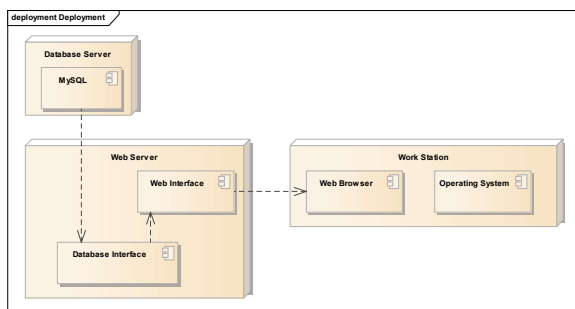 deployment Deployment
Database Server
MySQL
Web Server
Work Station
Web Interface
Web Browser
Operating System
Database Interface